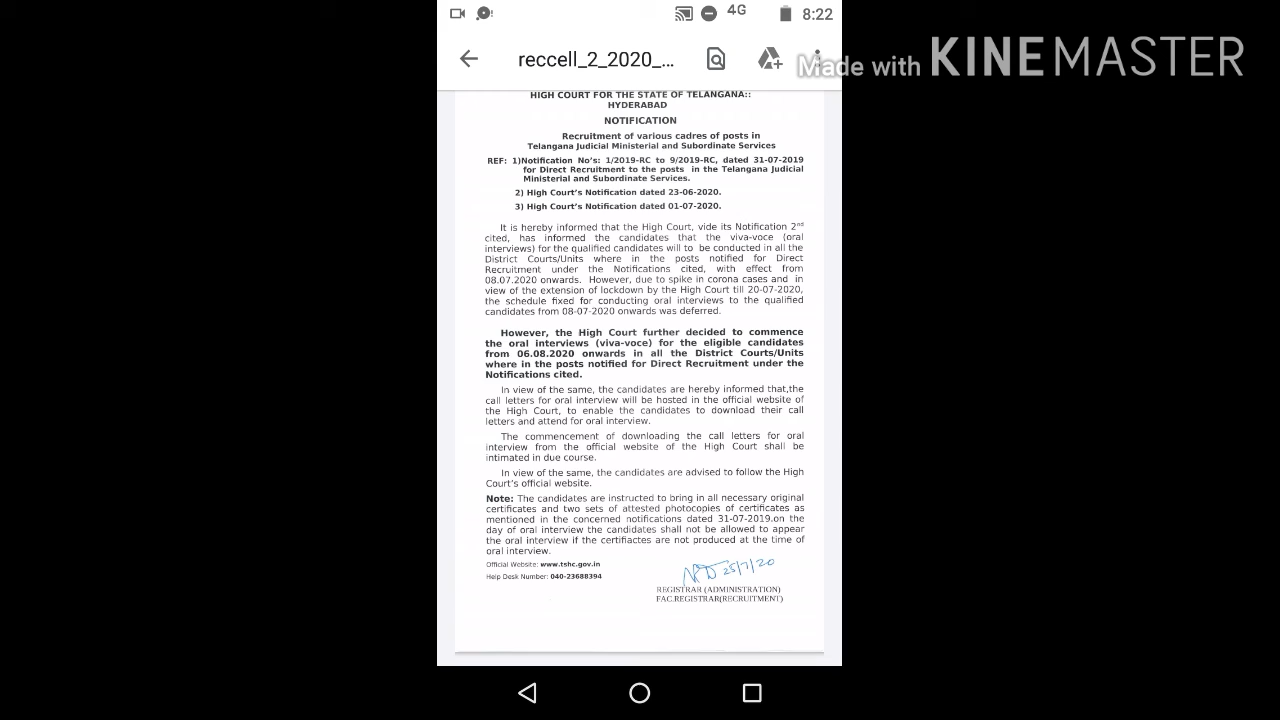 4G 8:22
reccell_2_2020_...
Made with KINEMASTER
HIGH COURT FOR THE STATE OF TELANGANA::
HYDERABAD
NOTIFICATION
Recruitment of various cadres of posts in
Telangana Judicial Ministerial and Subordinate Services
REF: 1)Notification No's: 1/2019-RC to 9/2019-RC, dated 31-07-2019
for Direct Recruitment to the posts in the Telangana Judicial
Ministerial and Subordinate Services.
2) High Court's Notification dated 23-06-2020.
3) High Court's Notification dated 01-07-2020.
It is hereby informed that the High Court, vide its Notification 2nd
cited, has informed the candidates that the viva-voce (oral
interviews) for the qualified candidates will to be conducted in all the
District Courts/Units where in the posts notified for Direct
Recruitment under the Notifications cited, with effect from
08.07.2020 onwards. However, due to spike in corona cases and in
view of the extension of lockdown by the High Court till 20-07-2020,
the schedule fixed for conducting oral interviews to the qualified
candidates from 08-07-2020 onwards was deferred.
However, the High Court further decided to commence
the oral interviews (viva-voce) for the eligible candidates
from 06.08.2020 onwards in all the District Courts/Units
where in the posts notified for Direct Recruitment under the
Notifications cited.
In view of the same, the candidates are hereby informed that,the
call letters for oral interview will be hosted in the official website of
the High Court, to enable the candidates to download their call
letters and attend for oral interview.
The commencement of downloading the call letters for oral
interview from the official website of the High Court shall be
intimated in due course.
In view of the same, the candidates are advised to follow the High
Court's official website.
Note: The candidates are instructed to bring in all necessary original
certificates and two sets of attested photocopies of certificates as
mentioned in the concerned notifications dated 31-07-2019.on the
day of oral interview the candidates shall not be allowed to appear
the oral interview if the certifiactes are not produced at the time of
oral interview.
Official Website: www.tshc.gov.in
Help Desk Number: 040-23688394
25/7/20
REGISTRAR (ADMINISTRATION)
FAC.REGISTRAR(RECRUITMENT)